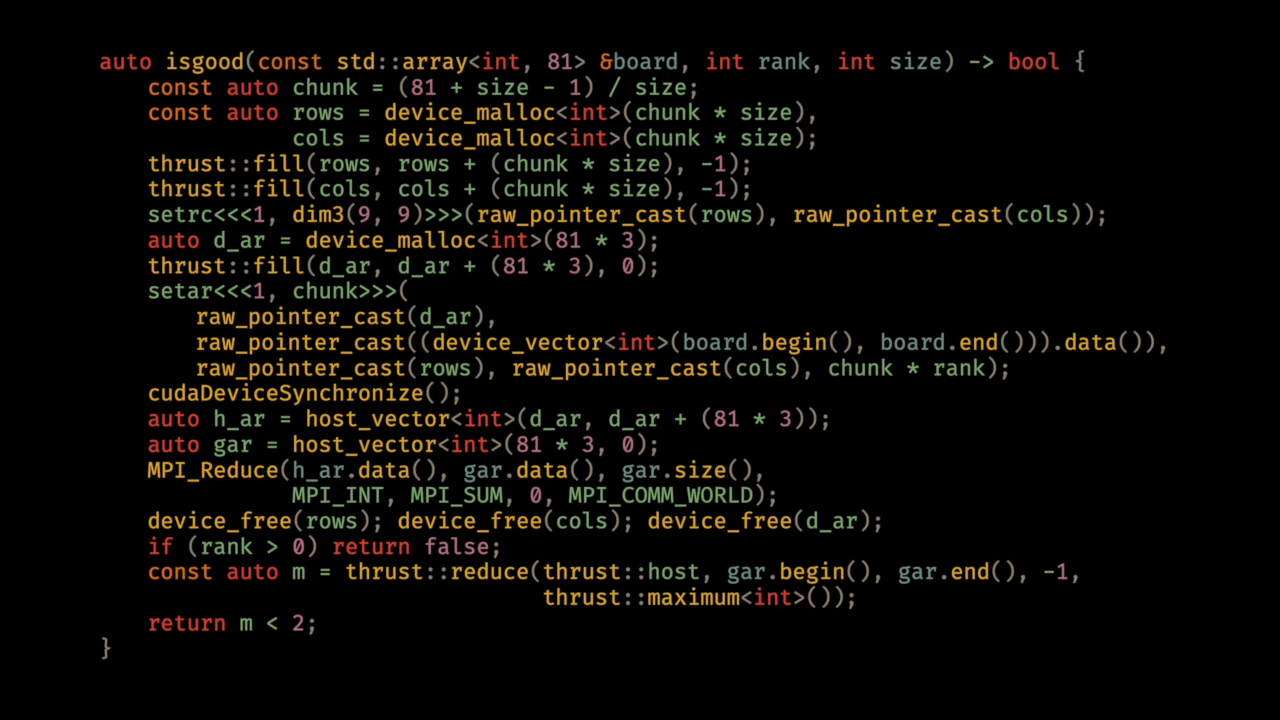 auto isgood(const std::array<int, 81> &board, int rank, int size) -> bool {
    const auto chunk = (81 + size - 1) / size;
    const auto rows = device_malloc<int>(chunk * size),
                cols = device_malloc<int>(chunk * size);
    thrust::fill(rows, rows + (chunk * size), -1);
    thrust::fill(cols, cols + (chunk * size), -1);
    setrc<<<1, dim3(9, 9)>>>(raw_pointer_cast(rows), raw_pointer_cast(cols));
    auto d_ar = device_malloc<int>(81 * 3);
    thrust::fill(d_ar, d_ar + (81 * 3), 0);
    setar<<<1, chunk>>>(
        raw_pointer_cast(d_ar),
        raw_pointer_cast((device_vector<int>(board.begin(), board.end())).data()),
        raw_pointer_cast(rows), raw_pointer_cast(cols), chunk * rank);
    cudaDeviceSynchronize();
    auto h_ar = host_vector<int>(d_ar, d_ar + (81 * 3));
    auto gar = host_vector<int>(81 * 3, 0);
    MPI_Reduce(h_ar.data(), gar.data(), gar.size(),
                MPI_INT, MPI_SUM, 0, MPI_COMM_WORLD);
    device_free(rows); device_free(cols); device_free(d_ar);
    if (rank > 0) return false;
    const auto m = thrust::reduce(thrust::host, gar.begin(), gar.end(), -1,
                                  thrust::maximum<int>());
    return m < 2;
}